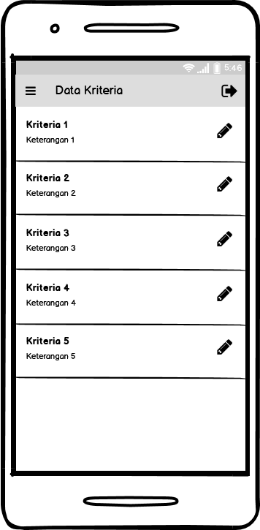 5:46
Data Kriteria
Kriteria 1
Keterangan 1
Kriteria 2
Keterangan 2
Kriteria 3
Keterangan 3
Kriteria 4
Keterangan 4
Kriteria 5
Keterangan 5